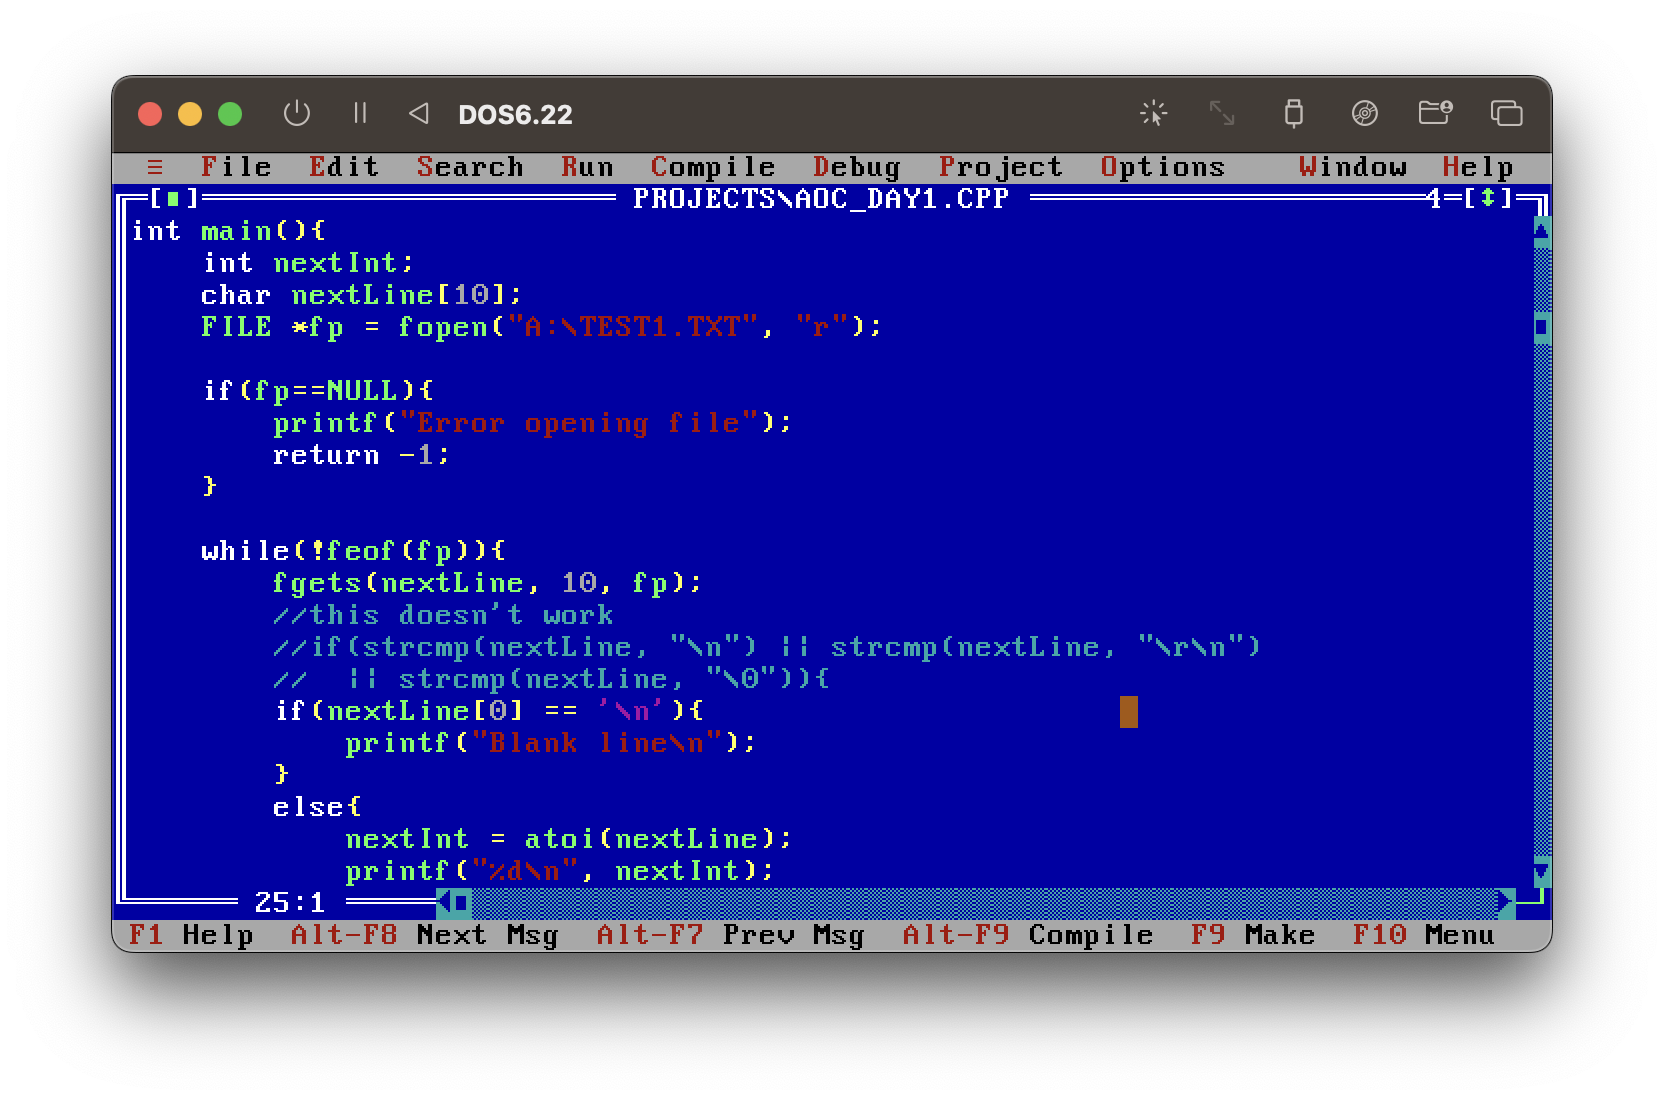 DOS6.22
≡ File Edit Search Run Compile Debug Project Options Window Help
[■] PROJECTS\AOC_DAY1.CPP 4=[↕]
int main(){
    int nextInt;
    char nextLine[10];
    FILE *fp = fopen("A:\TEST1.TXT", "r");
    if(fp==NULL){
        printf("Error opening file");
        return -1;
    }
    while(!feof(fp)){
        fgets(nextLine, 10, fp);
        //this doesn't work
        //if(strcmp(nextLine, "\n") || strcmp(nextLine, "\r\n")
        //  || strcmp(nextLine, "\0")){
        if(nextLine[0] == '\n'){
            printf("Blank line\n");
        }
        else{
            nextInt = atoi(nextLine);
            printf("%d\n", nextInt);
25:1
F1 Help Alt-F8 Next Msg Alt-F7 Prev Msg Alt-F9 Compile F9 Make F10 Menu